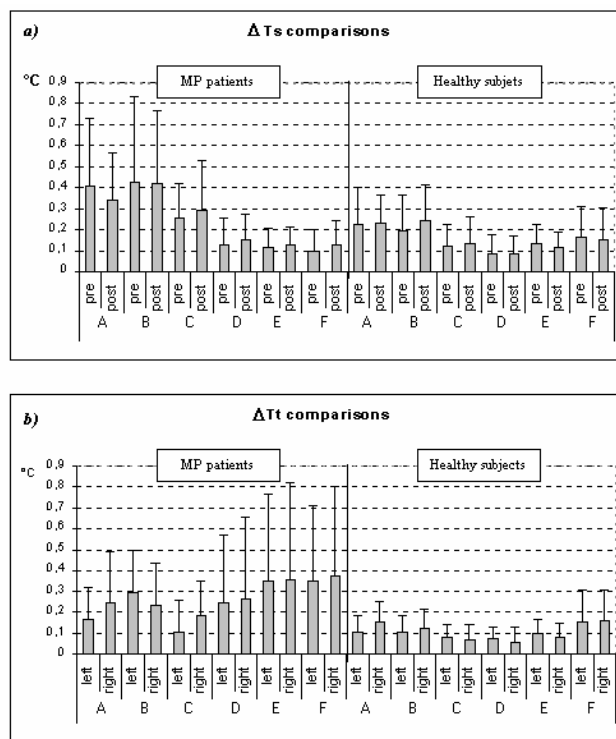 a)
Δ Ts comparisons
°C
MP patients
Healthy subjets
0,9
0,8
0,7
0,6
0,5
0,4
0,3
0,2
0,1
0
pre post pre post pre post pre post pre post pre post pre post pre post pre post pre post pre post pre post
A B C D E F A B C D E F
b)
ΔTt comparisons
°C
MP patients
Healthy subjects
0,9
0,8
0,7
0,6
0,5
0,4
0,3
0,2
0,1
0
left right left right left right left right left right left right left right left right left right left right left right left right
A B C D E F A B C D E F